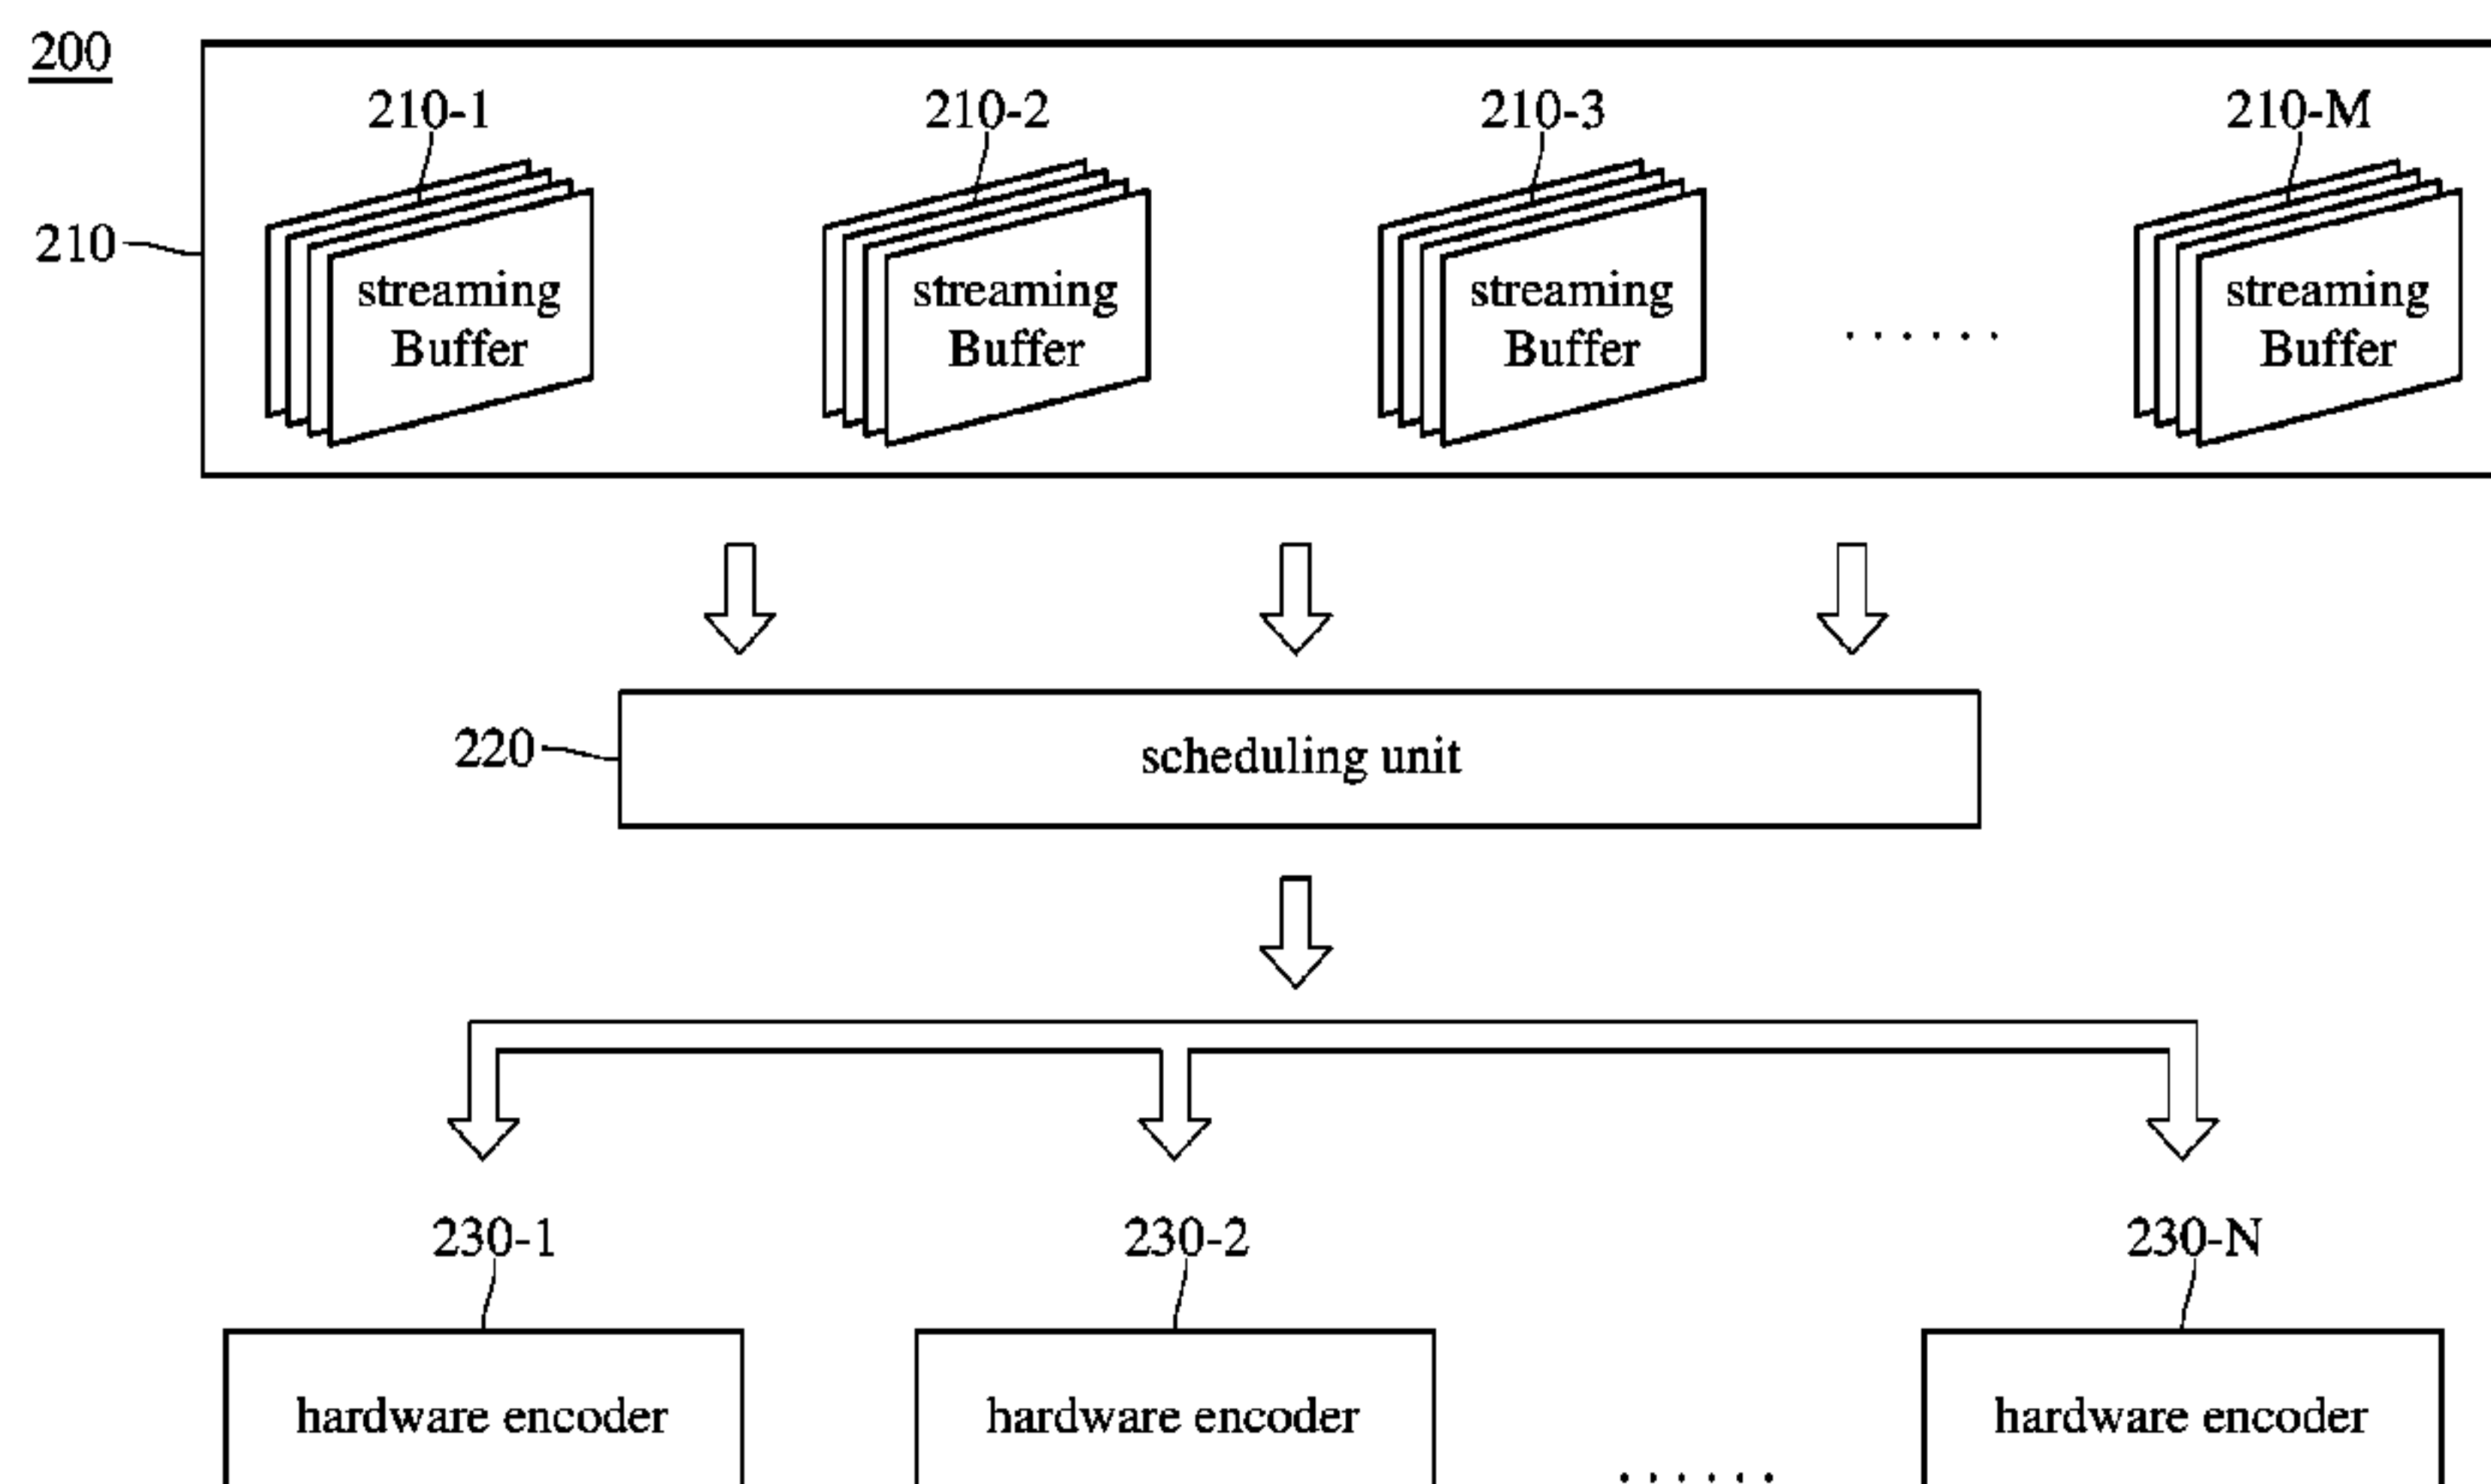 200
210-1 210-2 210-3 210-M
210
streaming Buffer
streaming Buffer
streaming Buffer
......
streaming Buffer
220
scheduling unit
230-1 230-2 230-N
hardware encoder hardware encoder hardware encoder
......